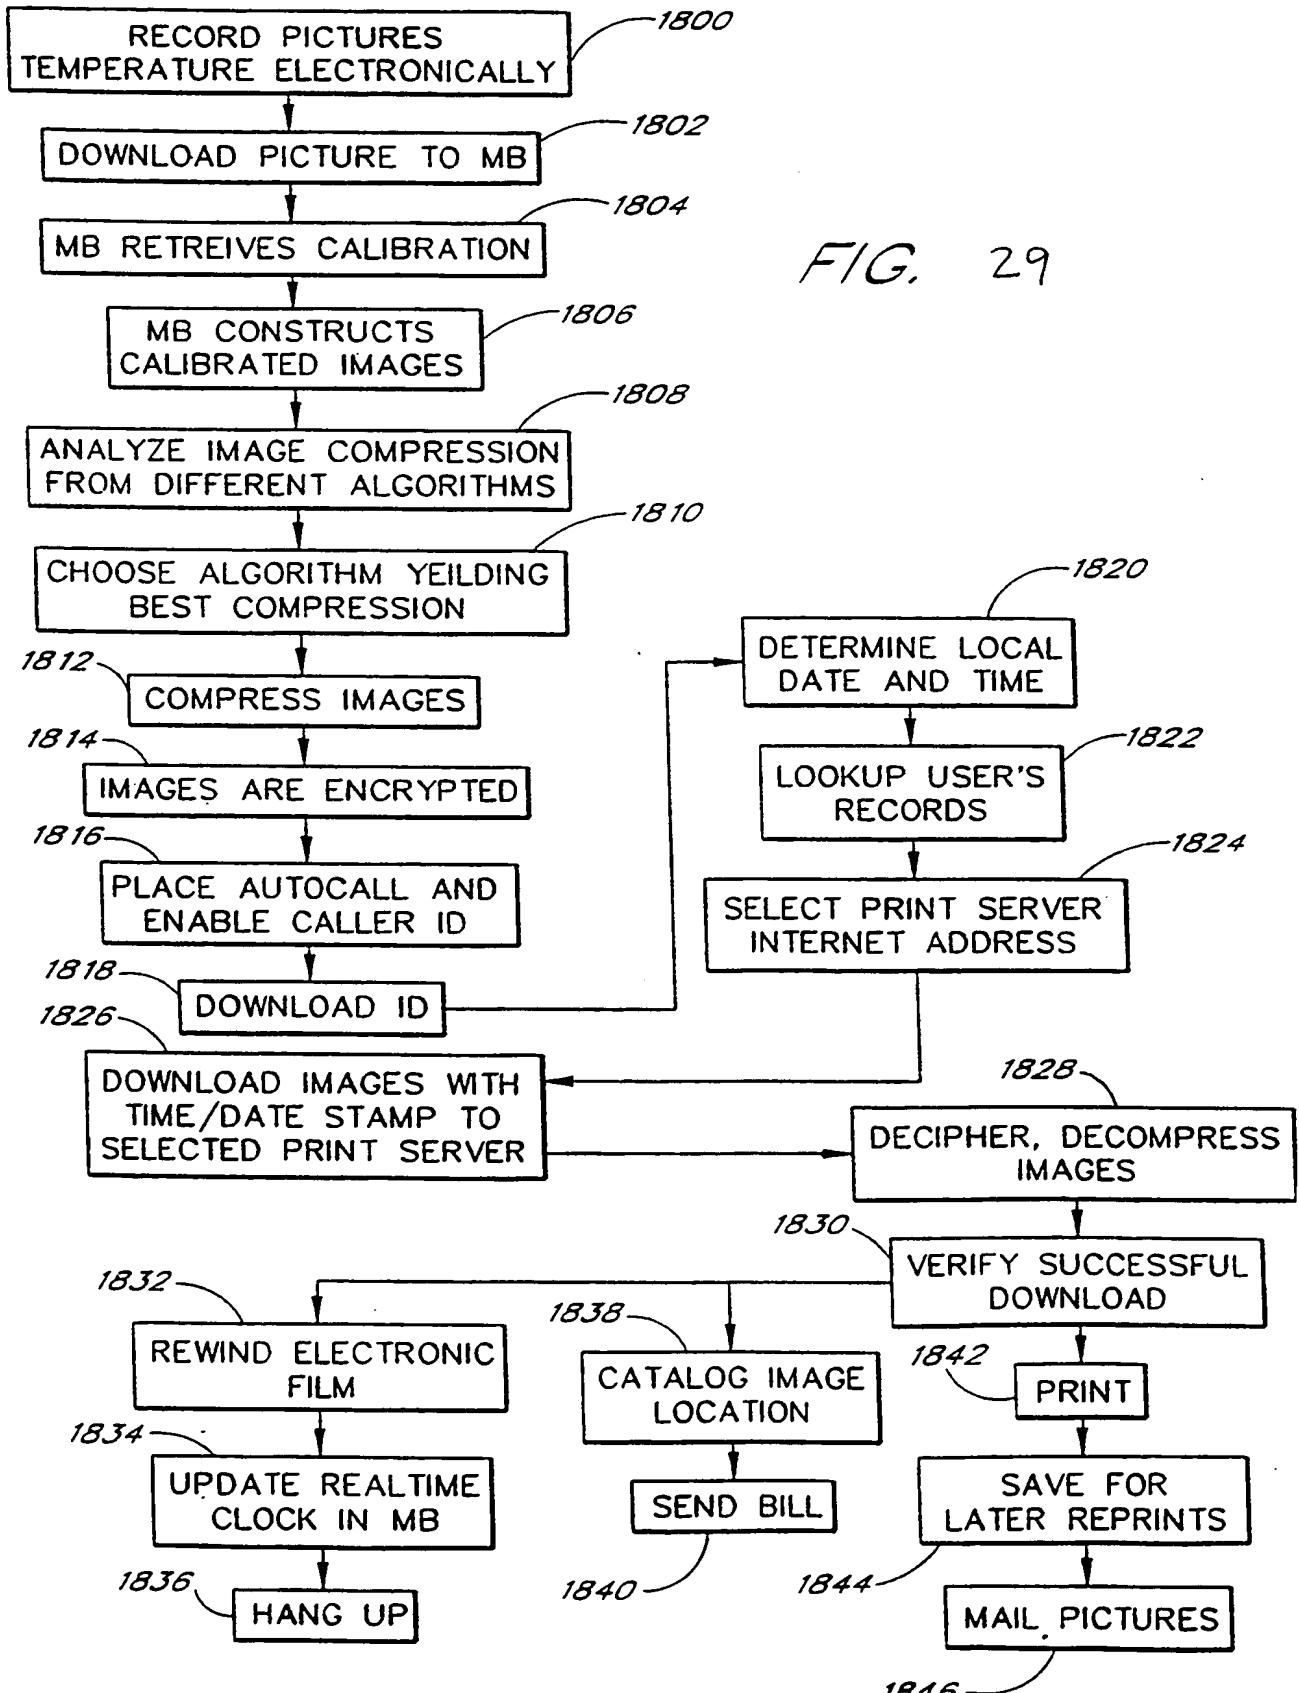 1800
RECORD PICTURES
TEMPERATURE ELECTRONICALLY
1802
DOWNLOAD PICTURE TO MB
1804
MB RETREIVES CALIBRATION
FIG. 29
1806
MB CONSTRUCTS
CALIBRATED IMAGES
1808
ANALYZE IMAGE COMPRESSION
FROM DIFFERENT ALGORITHMS
1810
CHOOSE ALGORITHM YEILDING
BEST COMPRESSION
1812
COMPRESS IMAGES
1814
IMAGES ARE ENCRYPTED
1816
PLACE AUTOCALL AND
ENABLE CALLER ID
1818
DOWNLOAD ID
1820
DETERMINE LOCAL
DATE AND TIME
1822
LOOKUP USER'S
RECORDS
1824
SELECT PRINT SERVER
INTERNET ADDRESS
1826
DOWNLOAD IMAGES WITH
TIME/DATE STAMP TO
SELECTED PRINT SERVER
1828
DECIPHER, DECOMPRESS
IMAGES
1830
VERIFY SUCCESSFUL
DOWNLOAD
1832
REWIND ELECTRONIC
FILM
1834
UPDATE REALTIME
CLOCK IN MB
1836
HANG UP
1838
CATALOG IMAGE
LOCATION
SEND BILL
1840
1842
PRINT
SAVE FOR
LATER REPRINTS
1844
MAIL PICTURES
1846